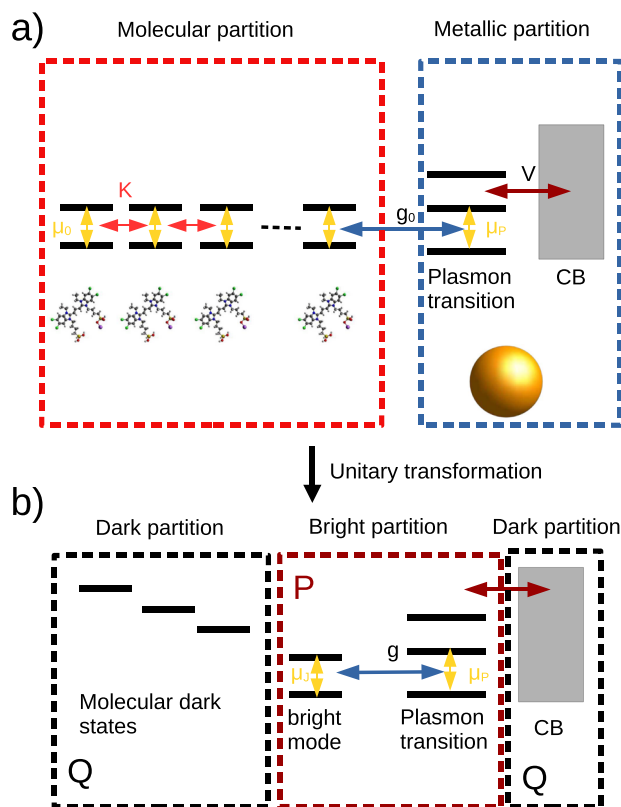 a)
Molecular partition
Metallic partition
K
V
g₀
μ₀
μₚ
Plasmon
transition
CB
Unitary transformation
b)
Dark partition
Bright partition
Dark partition
P
g
μJ
μₚ
Molecular dark
states
bright
mode
Plasmon
transition
CB
Q
Q